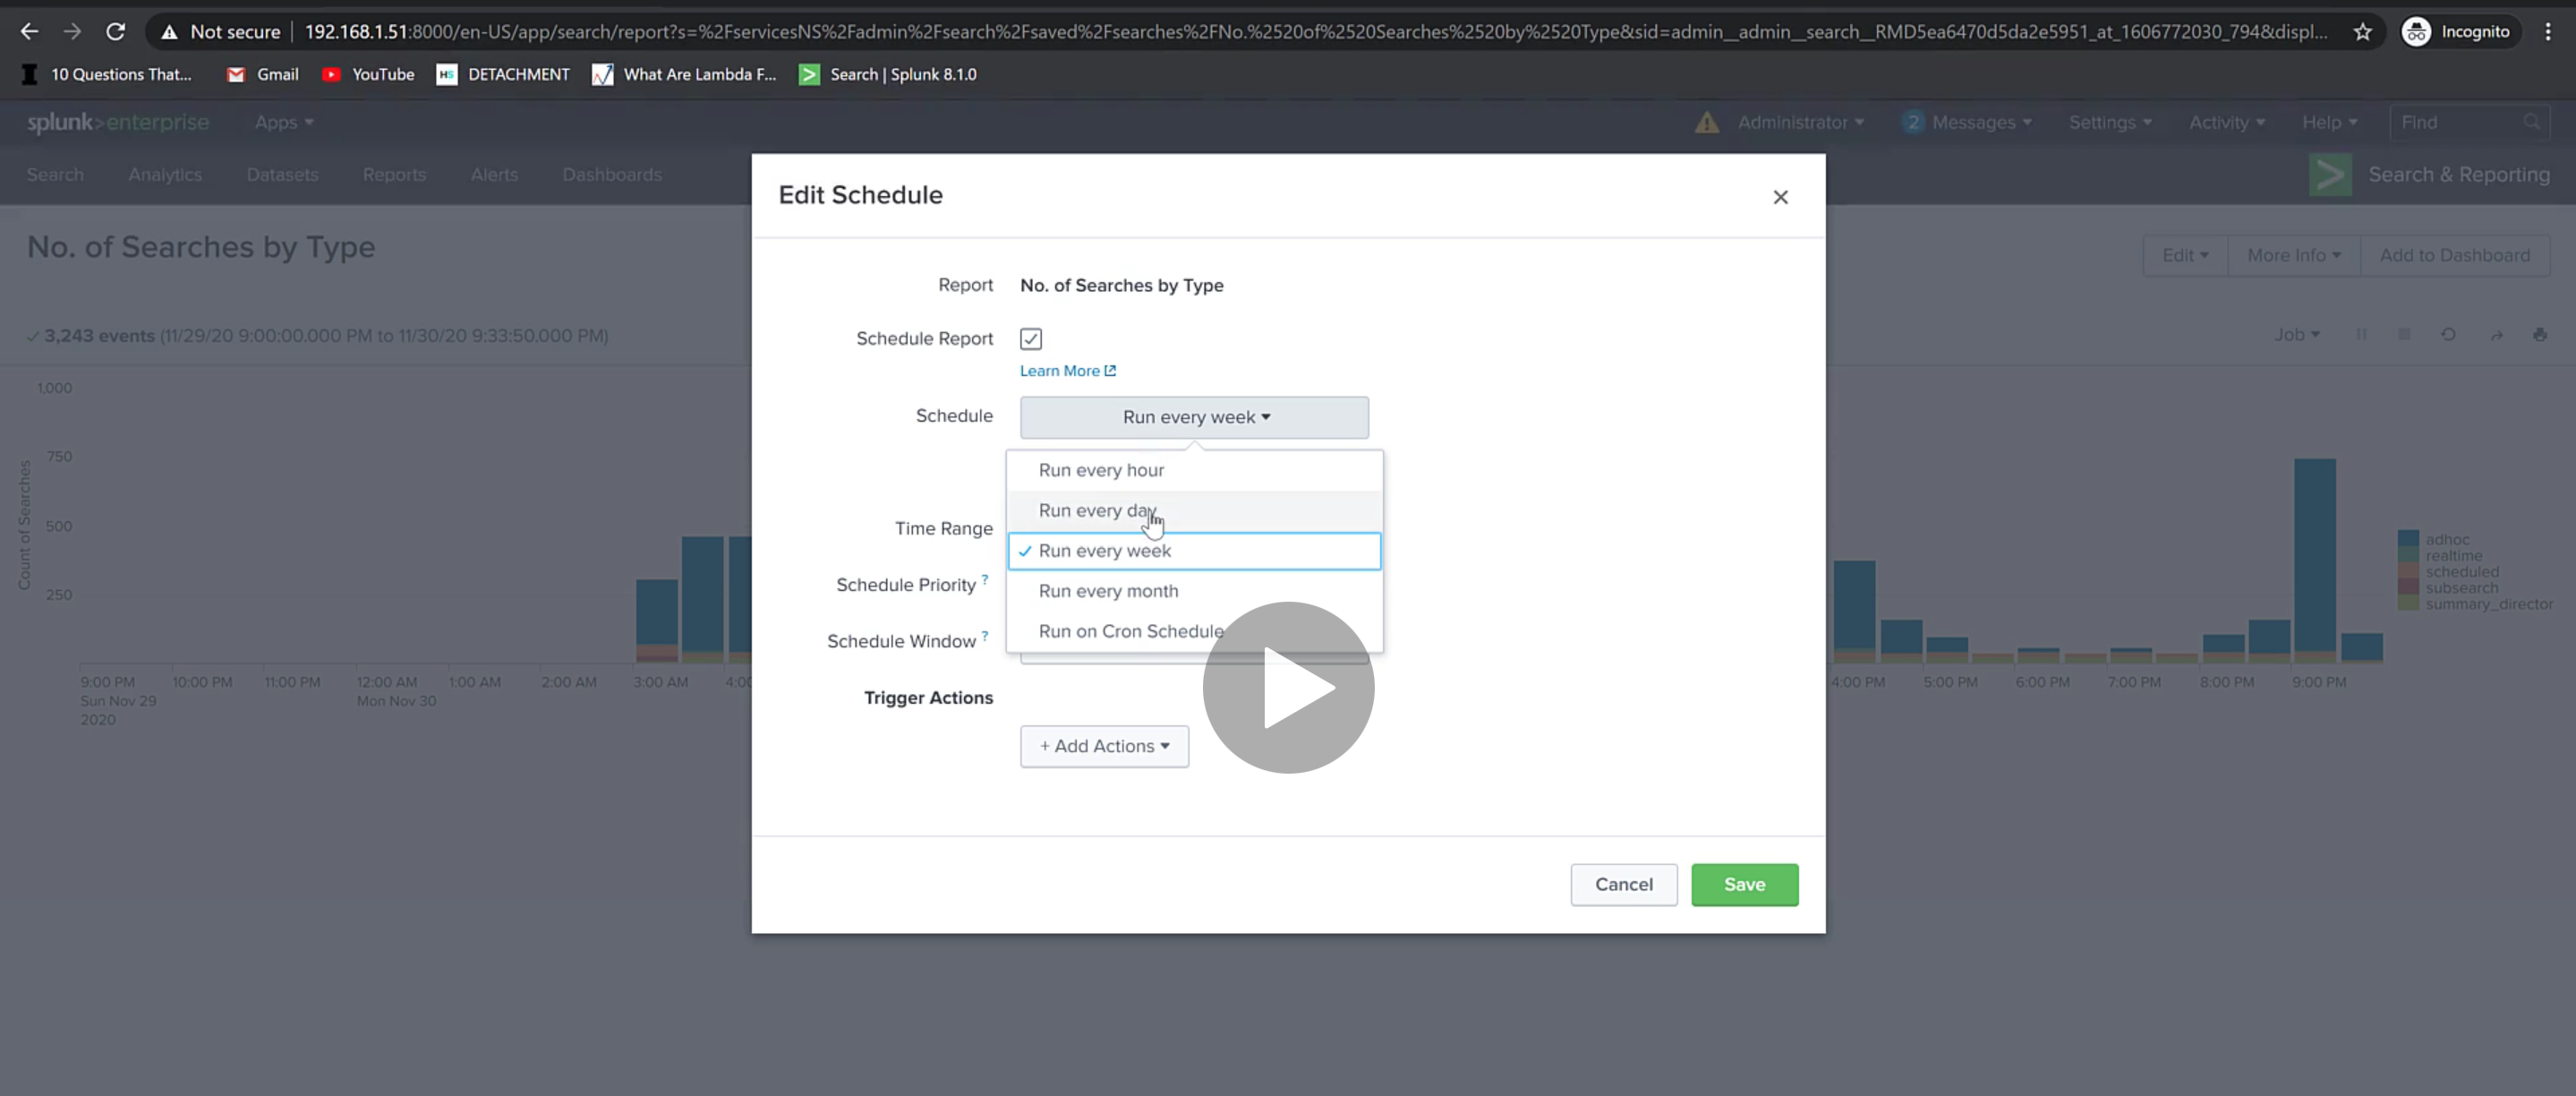 Not secure | 192.168.1.51:8000/en-US/app/search/report?s=%2FservicesNS%2Fadmin%2Fsearch%2Fsaved%2Fsearches%2FNo.%2520of%2520Searches%2520by%2520Type&sid=admin__admin__search__RMD5ea6470d5da2e5951_at_1606772030_794&displ... Incognito
10 Questions That... Gmail YouTube HS DETACHMENT What Are Lambda F... Search | Splunk 8.1.0
splunk>enterprise Apps Administrator 2 Messages Settings Activity Help Find
Search Analytics Datasets Reports Alerts Dashboards Search & Reporting
No. of Searches by Type
Edit More Info Add to Dashboard
✓ 3,243 events (11/29/20 9:00:00.000 PM to 11/30/20 9:33:50.000 PM)
Job
Edit Schedule
Report No. of Searches by Type
Schedule Report
Learn More
Schedule Run every week
Run every hour
Run every day
Run every week
Run every month
Run on Cron Schedule
Time Range
Schedule Priority ?
Schedule Window ?
Trigger Actions
+ Add Actions
Cancel Save
Count of Searches
1,000
750
500
250
9:00 PM 10:00 PM 11:00 PM 12:00 AM 1:00 AM 2:00 AM 3:00 AM 4:00 4:00 PM 5:00 PM 6:00 PM 7:00 PM 8:00 PM 9:00 PM
Sun Nov 29 Mon Nov 30
2020
adhoc
realtime
scheduled
subsearch
summary_director